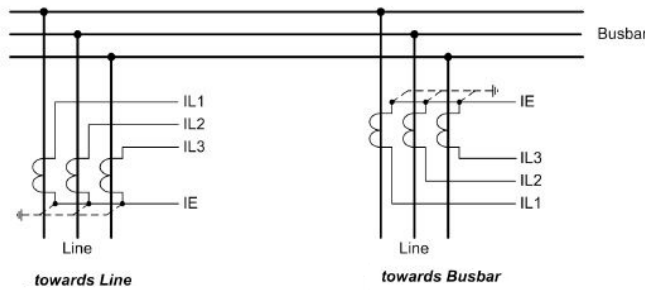 Busbar
IL1
IL2
IL3
IE
Line
towards Line
IE
IL3
IL2
IL1
Line
towards Busbar